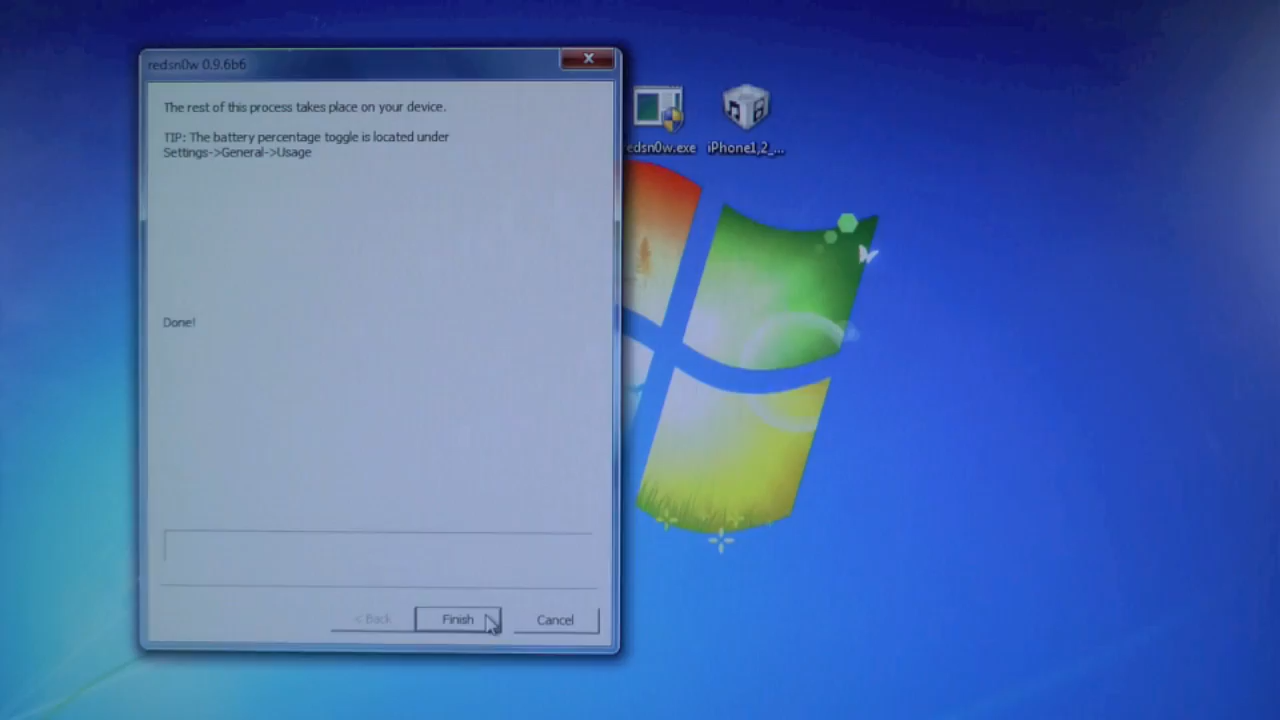 redsn0w 0.9.6b6
The rest of this process takes place on your device.
TIP: The battery percentage toggle is located under
Settings->General->Usage
Done!
< Back
Finish
Cancel
edsn0w.exe
iPhone1,2_...